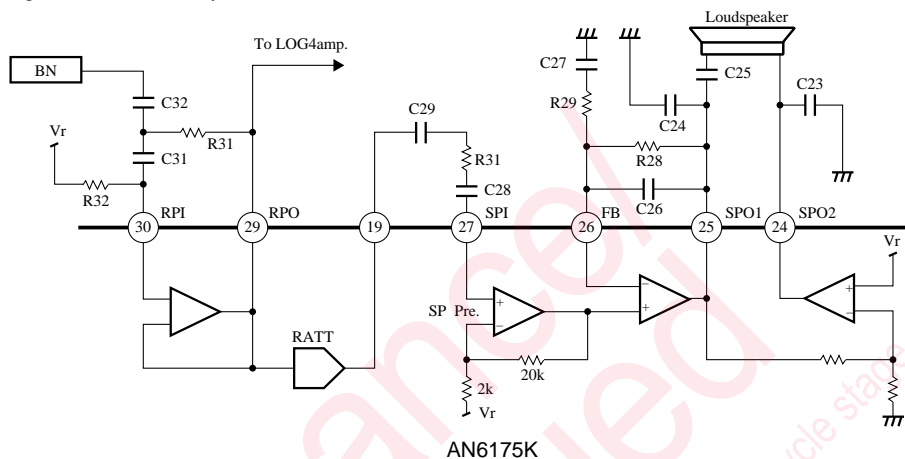 Loudspeaker
To LOG4amp.
BN
C27
C25
C32
C29
R29
C24
C23
Vr
R31
C31
R31
R28
R32
C28
C26
RPI
RPO
SPI
FB
SPO1
SPO2
30
29
19
27
26
25
24
Vr
SP Pre.
+
−
−
+
+
−
RATT
20k
2k
Vr
AN6175K
cycle stage